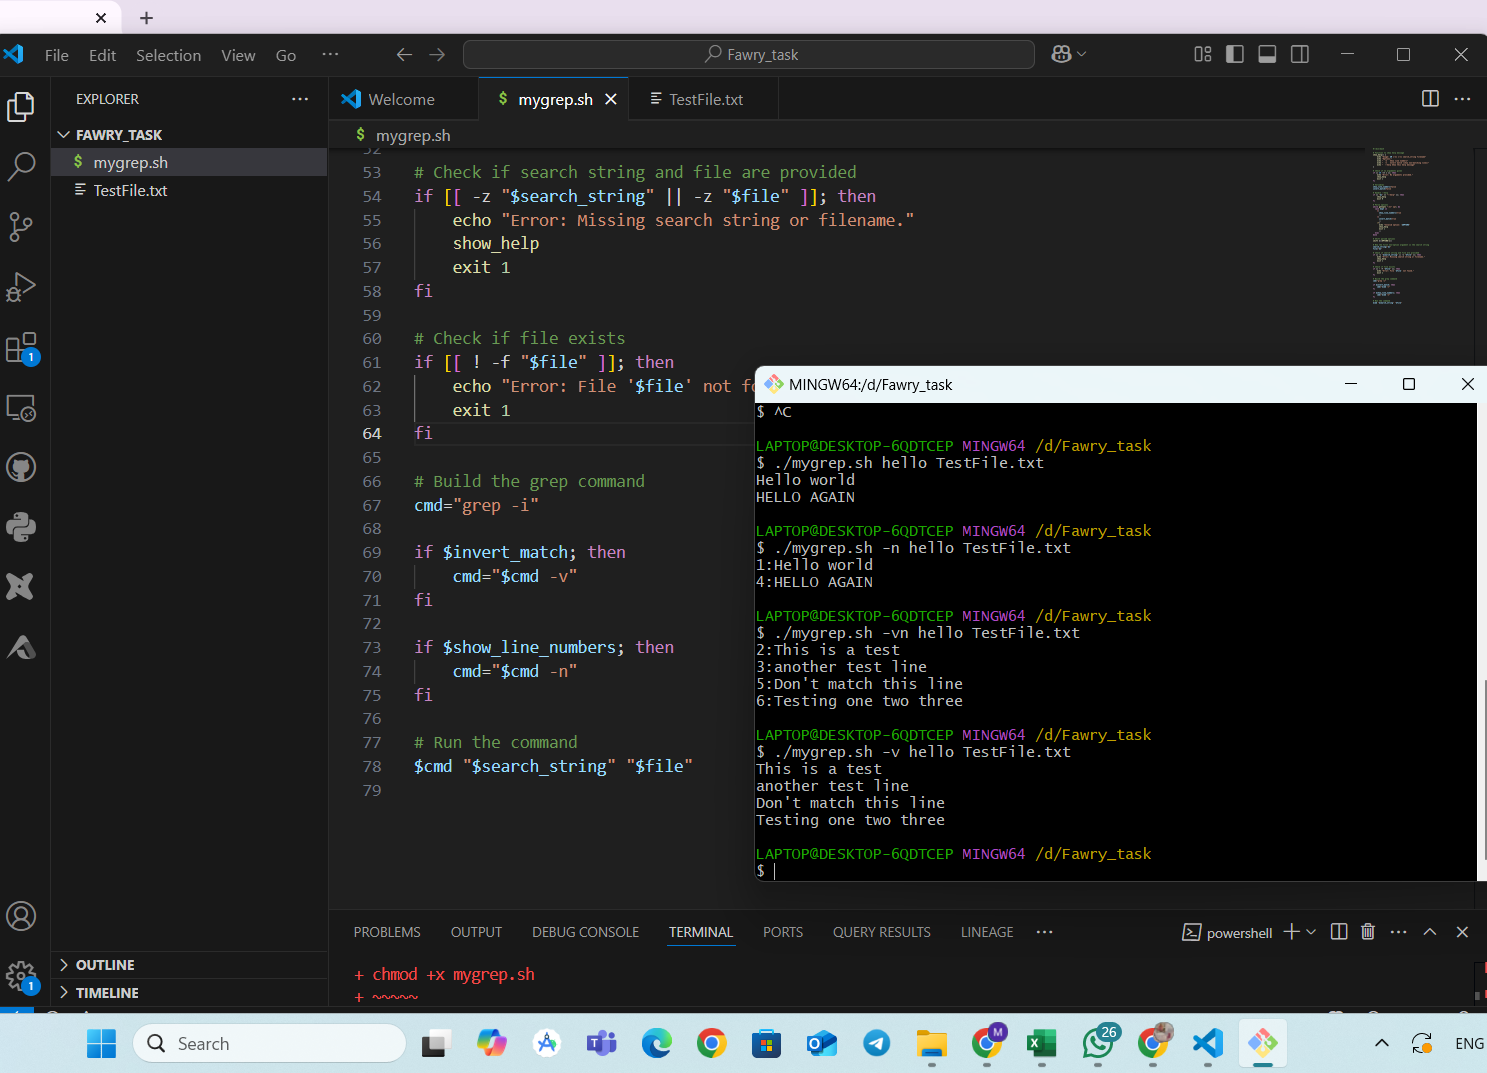 File Edit Selection View Go ··· Fawry_task
EXPLORER
FAWRY_TASK
mygrep.sh
TestFile.txt
OUTLINE
TIMELINE
1
1
Welcome $ mygrep.sh TestFile.txt
$ mygrep.sh
52
53 # Check if search string and file are provided
54 if [[ -z "$search_string" || -z "$file" ]]; then
55 echo "Error: Missing search string or filename."
56 show_help
57 exit 1
58 fi
59
60 # Check if file exists
61 if [[ ! -f "$file" ]]; then
62 echo "Error: File '$file' not
63 exit 1
64 fi
65
66 # Build the grep command
67 cmd="grep -i"
68
69 if $invert_match; then
70 cmd="$cmd -v"
71 fi
72
73 if $show_line_numbers; then
74 cmd="$cmd -n"
75 fi
76
77 # Run the command
78 $cmd "$search_string" "$file"
79
MINGW64:/d/Fawry_task
$ ^C
LAPTOP@DESKTOP-6QDTCEP MINGW64 /d/Fawry_task
$ ./mygrep.sh hello TestFile.txt
Hello world
HELLO AGAIN
LAPTOP@DESKTOP-6QDTCEP MINGW64 /d/Fawry_task
$ ./mygrep.sh -n hello TestFile.txt
1:Hello world
4:HELLO AGAIN
LAPTOP@DESKTOP-6QDTCEP MINGW64 /d/Fawry_task
$ ./mygrep.sh -vn hello TestFile.txt
2:This is a test
3:another test line
5:Don't match this line
6:Testing one two three
LAPTOP@DESKTOP-6QDTCEP MINGW64 /d/Fawry_task
$ ./mygrep.sh -v hello TestFile.txt
This is a test
another test line
Don't match this line
Testing one two three
LAPTOP@DESKTOP-6QDTCEP MINGW64 /d/Fawry_task
$
PROBLEMS OUTPUT DEBUG CONSOLE TERMINAL PORTS QUERY RESULTS LINEAGE ··· powershell
+ chmod +x mygrep.sh
+ ~~~~~
Search M 26 ENG